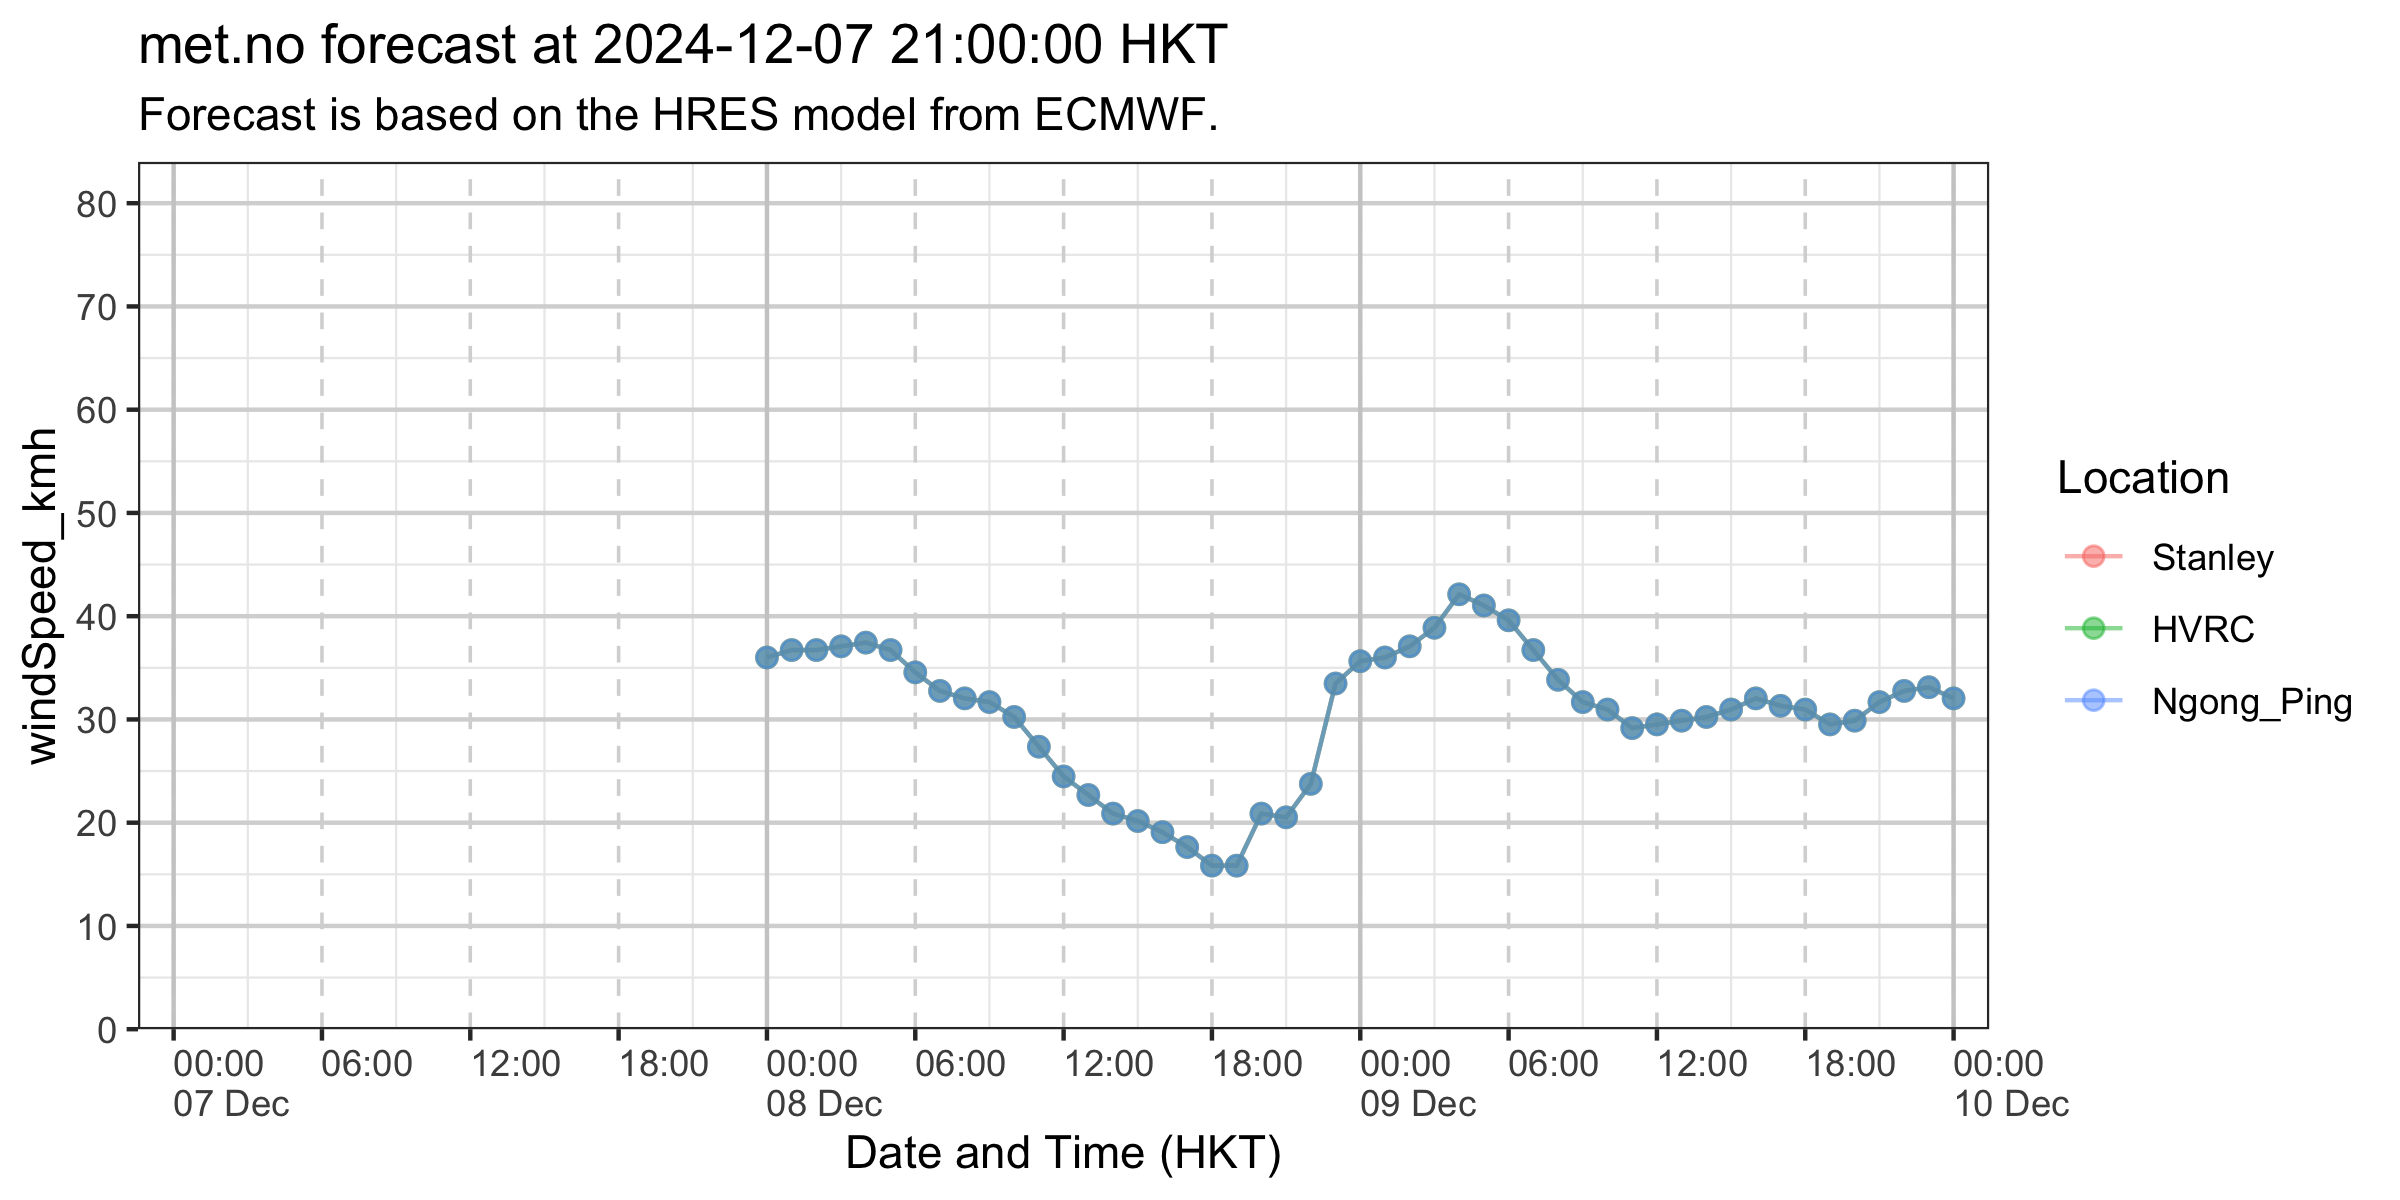 met.no forecast at 2024-12-07 21:00:00 HKT
Forecast is based on the HRES model from ECMWF.
windSpeed_kmh
80
70
60
50
40
30
20
10
0
00:00 06:00 12:00 18:00 00:00 06:00 12:00 18:00 00:00 06:00 12:00 18:00 00:00
07 Dec 08 Dec 09 Dec 10 Dec
Date and Time (HKT)
Location
Stanley
HVRC
Ngong_Ping